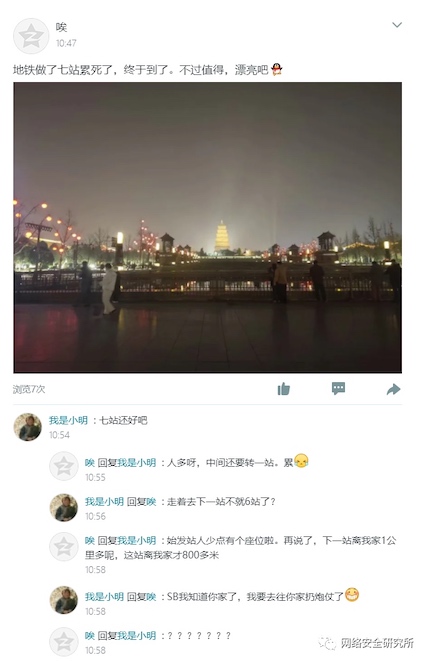 唉
10:47
地铁做了七站累死了，终于到了。不过值得，漂亮吧
浏览7次
我是小明 ：七站还好吧
10:54
唉 回复我是小明 ：人多呀，中间还要转一站。累
10:55
我是小明 回复唉 ：走着去下一站不就6站了？
10:56
唉 回复我是小明 ：始发站人少点有个座位啦。再说了，下一站离我家1公
里多呢，这站离我家才800多米
10:58
我是小明 回复唉 ：SB我知道你家了，我要去往你家扔炮仗了
10:58
唉 回复我是小明 ：？？？？？？？
10:58
网络安全研究所